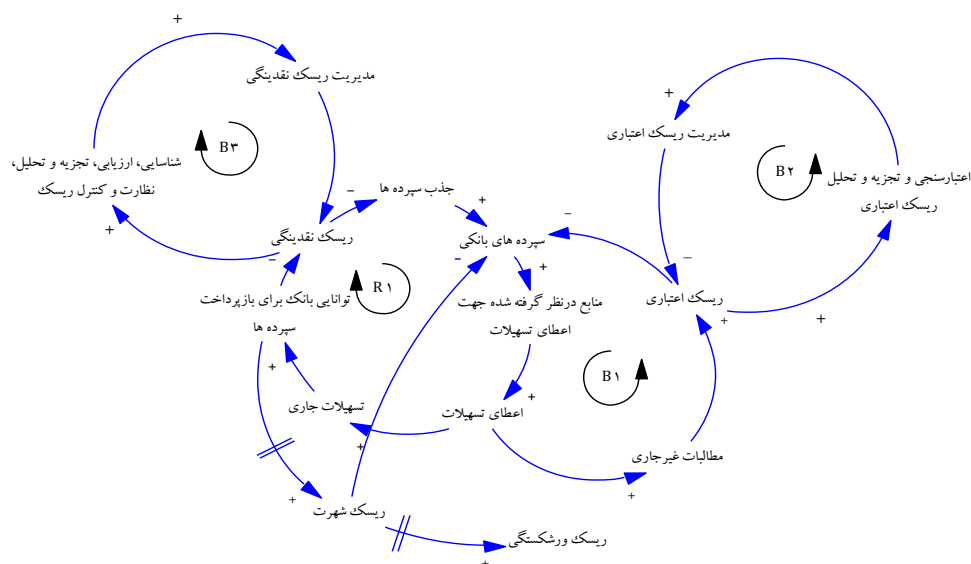 +
مدیریت ریسک نقدینگی
B۳
شناسایی، ارزیابی، تجزیه و تحلیل،
نظارت و کنترل ریسک
+
ریسک نقدینگی
–
جذب سپرده ها
+
سپرده های بانکی
–
-
+
مدیریت ریسک اعتباری
B۲
اعتبارسنجی و تجزیه و تحلیل
ریسک اعتباری
–
ریسک اعتباری
+
+
–
توانایی بانک برای بازپرداخت
سپرده ها
+
R۱
+
منابع درنظر گرفته شده جهت
اعطای تسهیلات
B۱
+
اعطای تسهیلات
تسهیلات جاری
+
مطالبات غیرجاری
+
+
ریسک شهرت
ریسک ورشکستگی
+